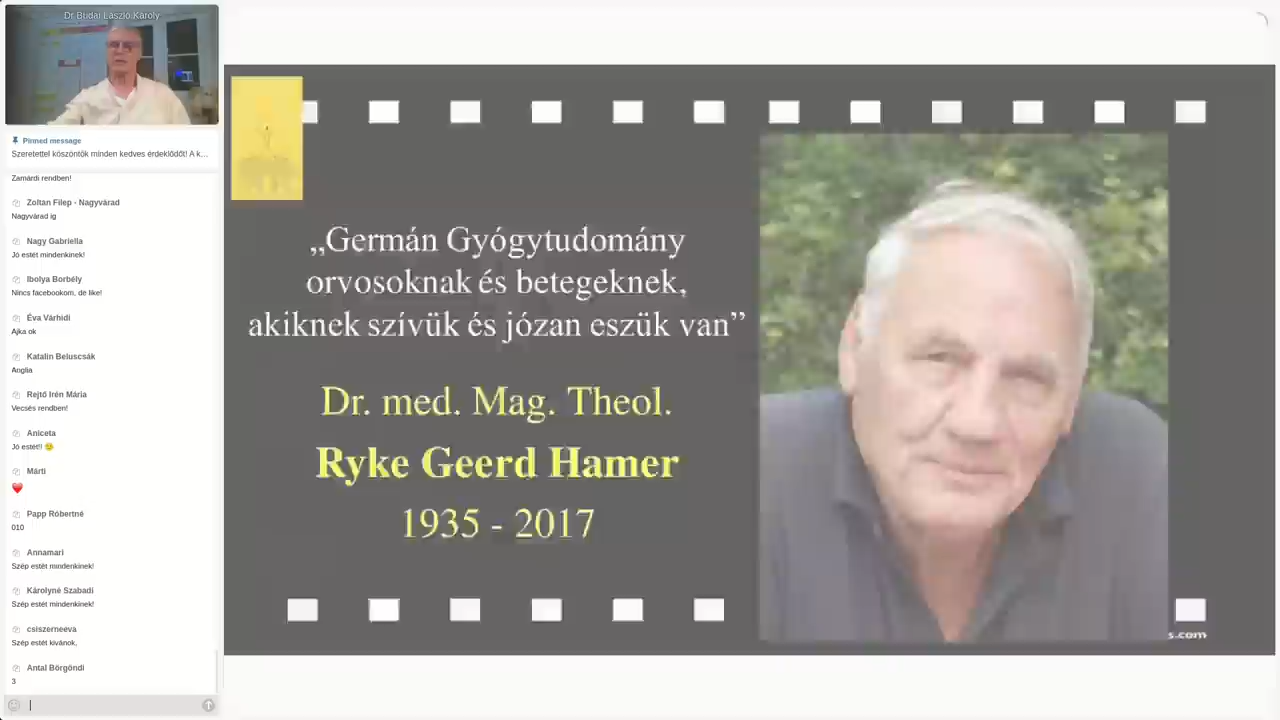 Dr Budai László Károly
Pinned message
Szeretettel köszöntök minden kedves érdeklődőt! A k...
Zamárdi rendben!
Zoltan Filep - Nagyvárad
Nagyvárad ig
Nagy Gabriella
Jó estét mindenkinek!
Ibolya Borbély
Nincs facebookom, de like!
Éva Várhidi
Ajka ok
Katalin Beluscsák
Anglia
Rejtő Irén Mária
Vecsés rendben!
Aniceta
Jó estét!! 🙂
Márti
❤️
Papp Róbertné
010
Annamari
Szép estét mindenkinek!
Károlyné Szabadi
Szép estét mindenkinek!
csiszerneeva
Szép estét kivánok,
Antal Börgöndi
3
„Germán Gyógytudomány
orvosoknak és betegeknek,
akiknek szívük és józan eszük van”
Dr. med. Mag. Theol.
Ryke Geerd Hamer
1935 - 2017
s.com